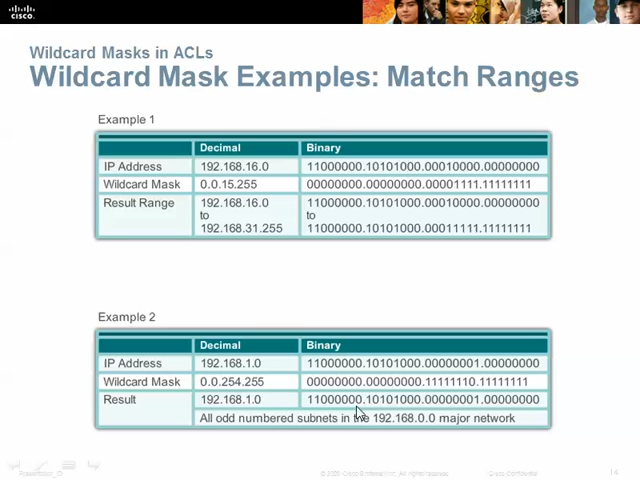 CISCO.
Wildcard Masks in ACLs
Wildcard Mask Examples: Match Ranges
Example 1
Decimal Binary
IP Address 192.168.16.0 11000000.10101000.00010000.00000000
Wildcard Mask 0.0.15.255 00000000.00000000.00001111.11111111
Result Range 192.168.16.0 11000000.10101000.00010000.00000000
to to
192.168.31.255 11000000.10101000.00011111.11111111
Example 2
Decimal Binary
IP Address 192.168.1.0 11000000.10101000.00000001.00000000
Wildcard Mask 0.0.254.255 00000000.00000000.11111110.11111111
Result 192.168.1.0 11000000.10101000.00000001.00000000
All odd numbered subnets in the 192.168.0.0 major network
Presentation_ID Cisco Systems, Inc. All rights reserved. Cisco Confidential 14